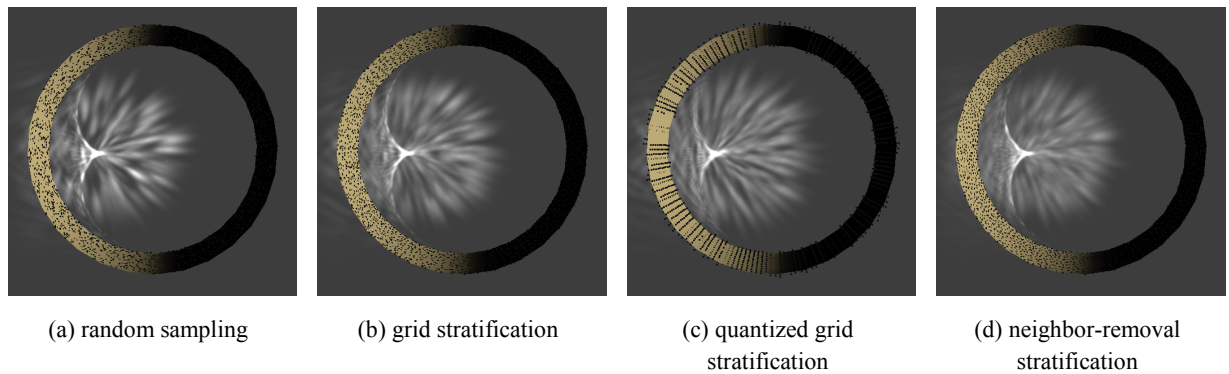 (a) random sampling
(b) grid stratification
(c) quantized grid
stratification
(d) neighbor-removal
stratification